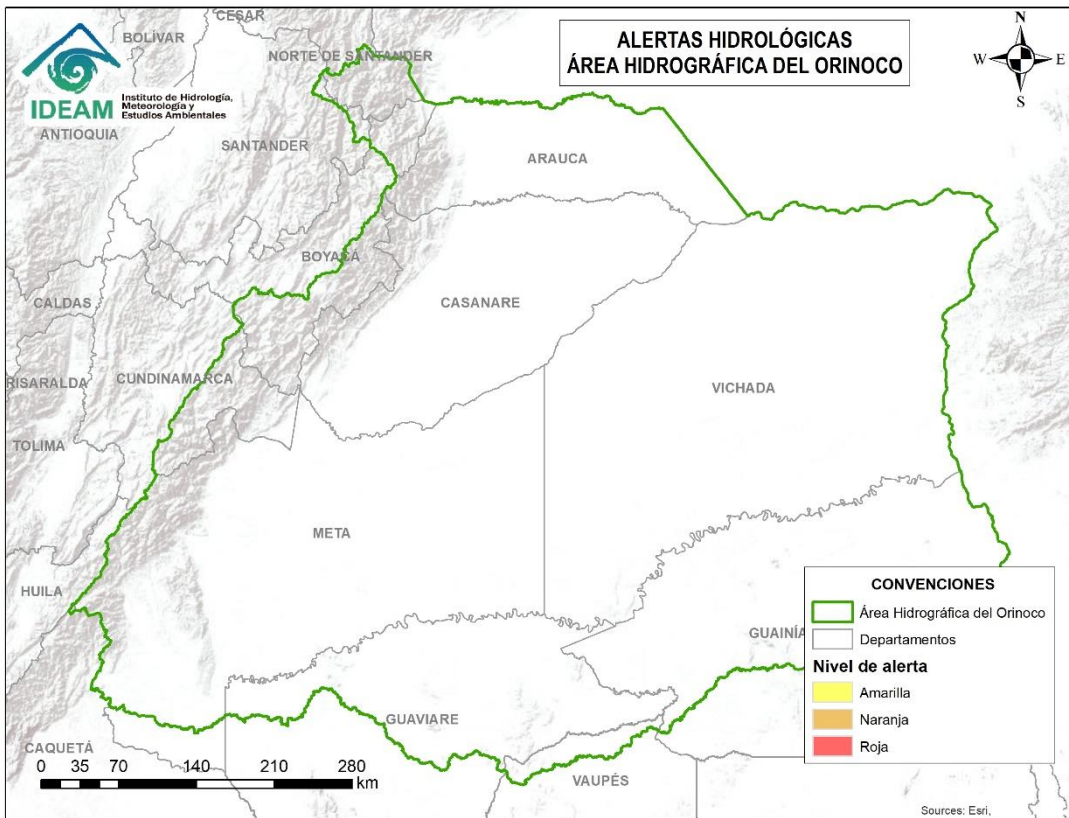 CESAR
BOLÍVAR
NORTE DE SANTANDER
ALERTAS HIDROLÓGICAS
ÁREA HIDROGRÁFICA DEL ORINOCO
N
W
E
S
IDEAM
Instituto de Hidrología,
Meteorología y
Estudios Ambientales
ANTIOQUIA
SANTANDER
ARAUCA
BOYACÁ
CALDAS
CASANARE
RISARALDA
CUNDINAMARCA
VICHADA
TOLIMA
META
HUILA
GUAINÍA
GUAVIARE
CAQUETÁ
VAUPÉS
CONVENCIONES
Área Hidrográfica del Orinoco
Departamentos
Nivel de alerta
Amarilla
Naranja
Roja
0 35 70 140 210 280
km
Sources: Esri,